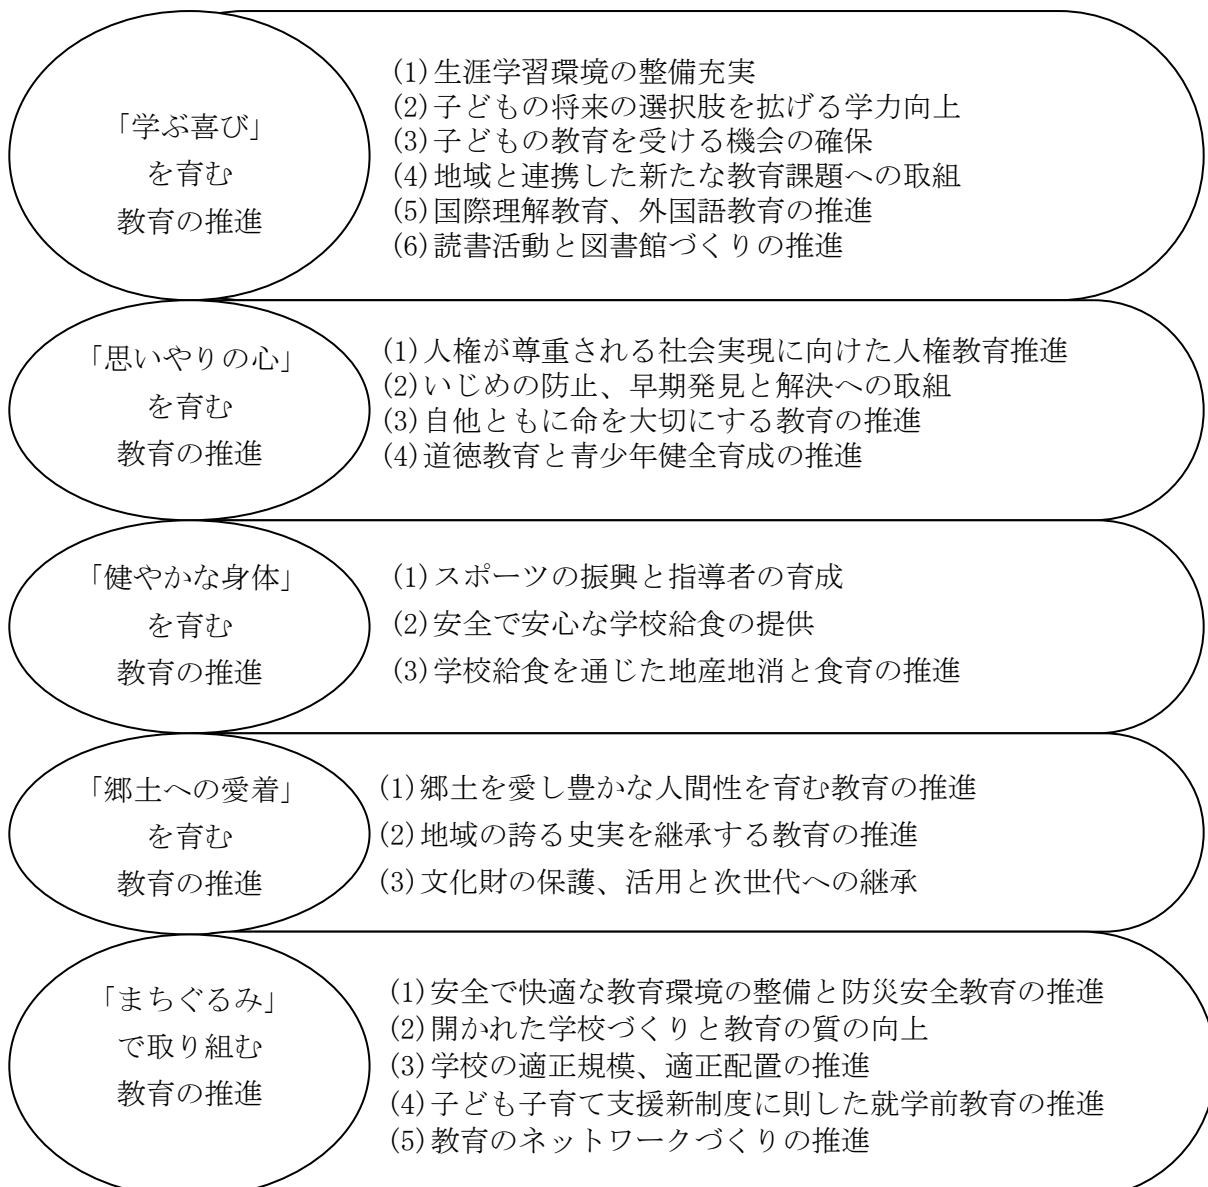 「学ぶ喜び」
を育む
教育の推進
(1)生涯学習環境の整備充実
(2)子どもの将来の選択肢を拡げる学力向上
(3)子どもの教育を受ける機会の確保
(4)地域と連携した新たな教育課題への取組
(5)国際理解教育、外国語教育の推進
(6)読書活動と図書館づくりの推進
「思いやりの心」
を育む
教育の推進
(1)人権が尊重される社会実現に向けた人権教育推進
(2)いじめの防止、早期発見と解決への取組
(3)自他ともに命を大切にする教育の推進
(4)道徳教育と青少年健全育成の推進
「健やかな身体」
を育む
教育の推進
(1)スポーツの振興と指導者の育成
(2)安全で安心な学校給食の提供
(3)学校給食を通じた地産地消と食育の推進
「郷土への愛着」
を育む
教育の推進
(1)郷土を愛し豊かな人間性を育む教育の推進
(2)地域の誇る史実を継承する教育の推進
(3)文化財の保護、活用と次世代への継承
「まちぐるみ」
で取り組む
教育の推進
(1)安全で快適な教育環境の整備と防災安全教育の推進
(2)開かれた学校づくりと教育の質の向上
(3)学校の適正規模、適正配置の推進
(4)子ども子育て支援新制度に則した就学前教育の推進
(5)教育のネットワークづくりの推進